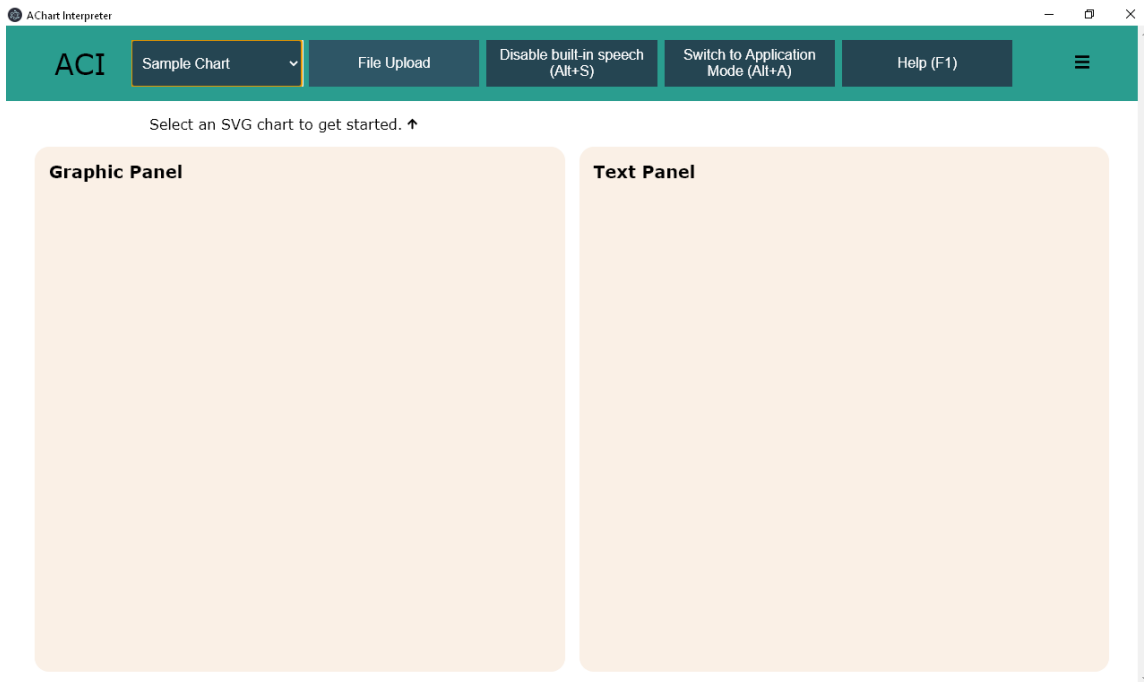 AChart Interpreter
ACI
Sample Chart
File Upload
Disable built-in speech
(Alt+S)
Switch to Application
Mode (Alt+A)
Help (F1)
Select an SVG chart to get started. ↑
Graphic Panel
Text Panel